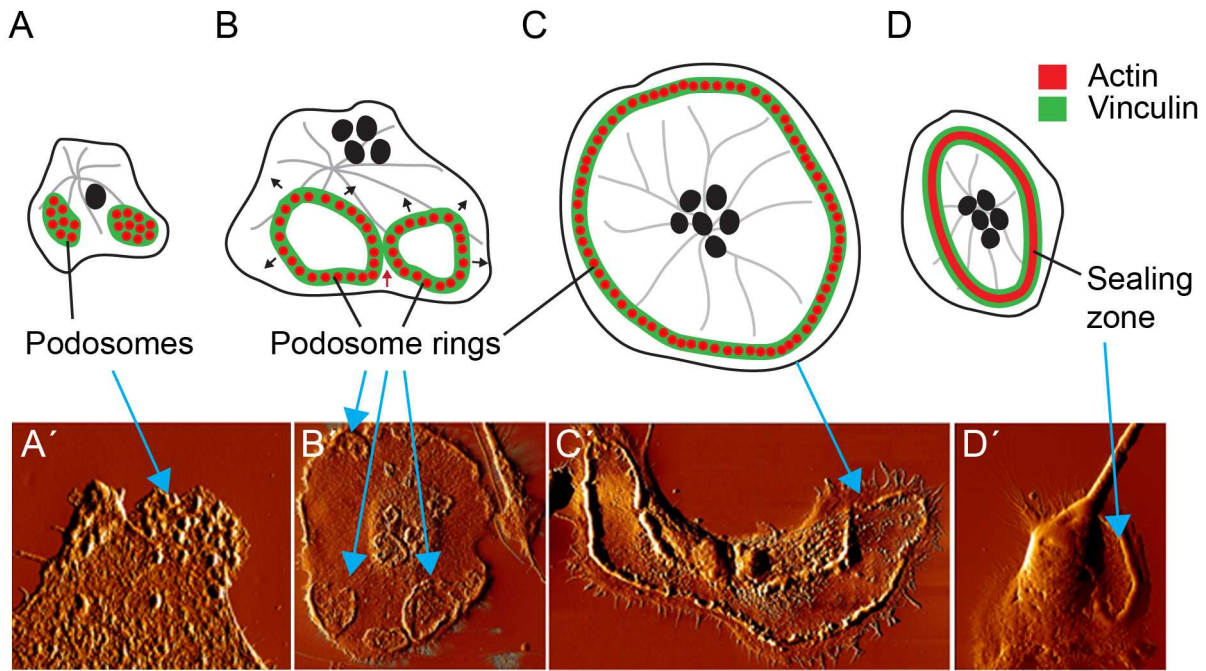 A
B
C
D
Actin
Vinculin
Podosomes
Podosome rings
Sealing
zone
A´
B´
C´
D´